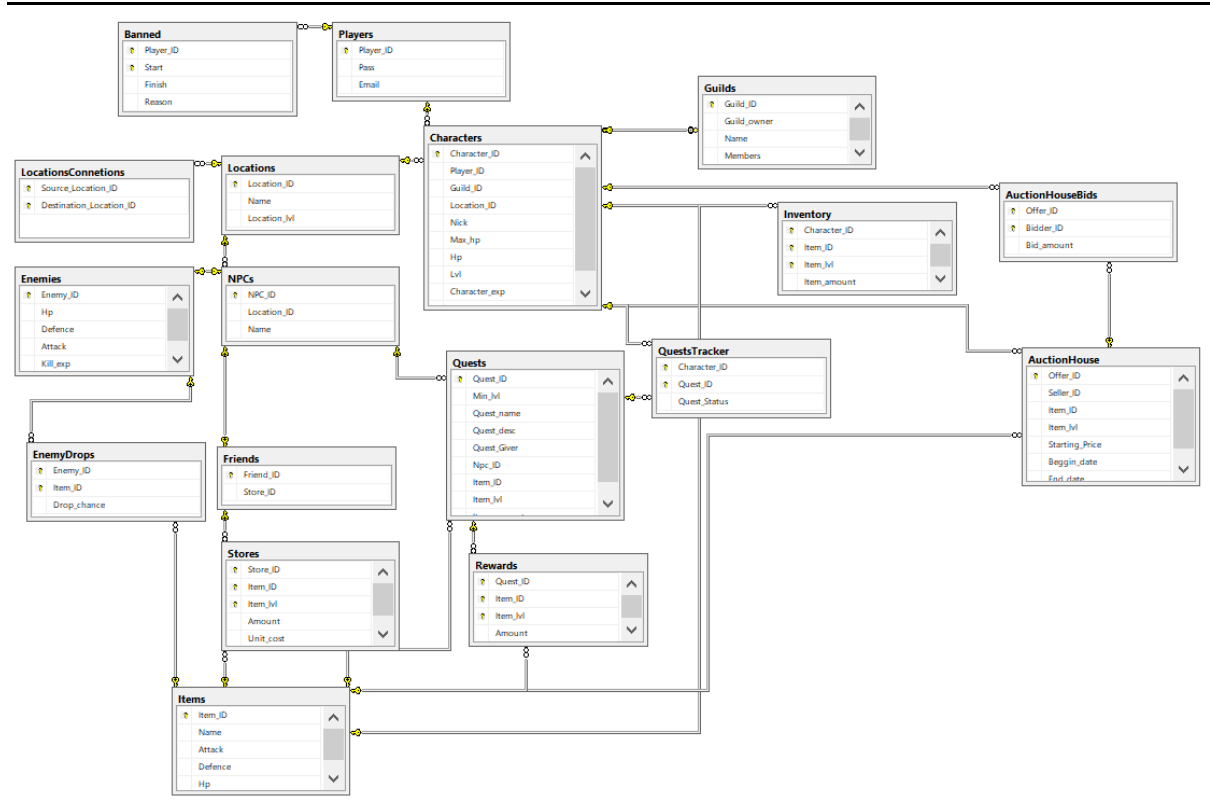 Banned
Player_ID
Start
Finish
Reason
Players
Player_ID
Pass
Email
Guilds
Guild_ID
Guild_owner
Name
Members
Characters
Character_ID
Player_ID
Guild_ID
Location_ID
Nick
Max_hp
Hp
Lvl
Character_exp
LocationsConnetions
Source_Location_ID
Destination_Location_ID
Locations
Location_ID
Name
Location_lvl
AuctionHouseBids
Offer_ID
Bidder_ID
Bid_amount
Inventory
Character_ID
Item_ID
Item_lvl
Item_amount
Enemies
Enemy_ID
Hp
Defence
Attack
Kill_exp
NPCs
NPC_ID
Location_ID
Name
QuestsTracker
Character_ID
Quest_ID
Quest_Status
AuctionHouse
Offer_ID
Seller_ID
Item_ID
Item_lvl
Starting_Price
Beggin_date
End_date
Quests
Quest_ID
Min_lvl
Quest_name
Quest_desc
Quest_Giver
Npc_ID
Item_ID
Item_lvl
EnemyDrops
Enemy_ID
Item_ID
Drop_chance
Friends
Friend_ID
Store_ID
Stores
Store_ID
Item_ID
Item_lvl
Amount
Unit_cost
Rewards
Quest_ID
Item_ID
Item_lvl
Amount
Items
Item_ID
Name
Attack
Defence
Hp